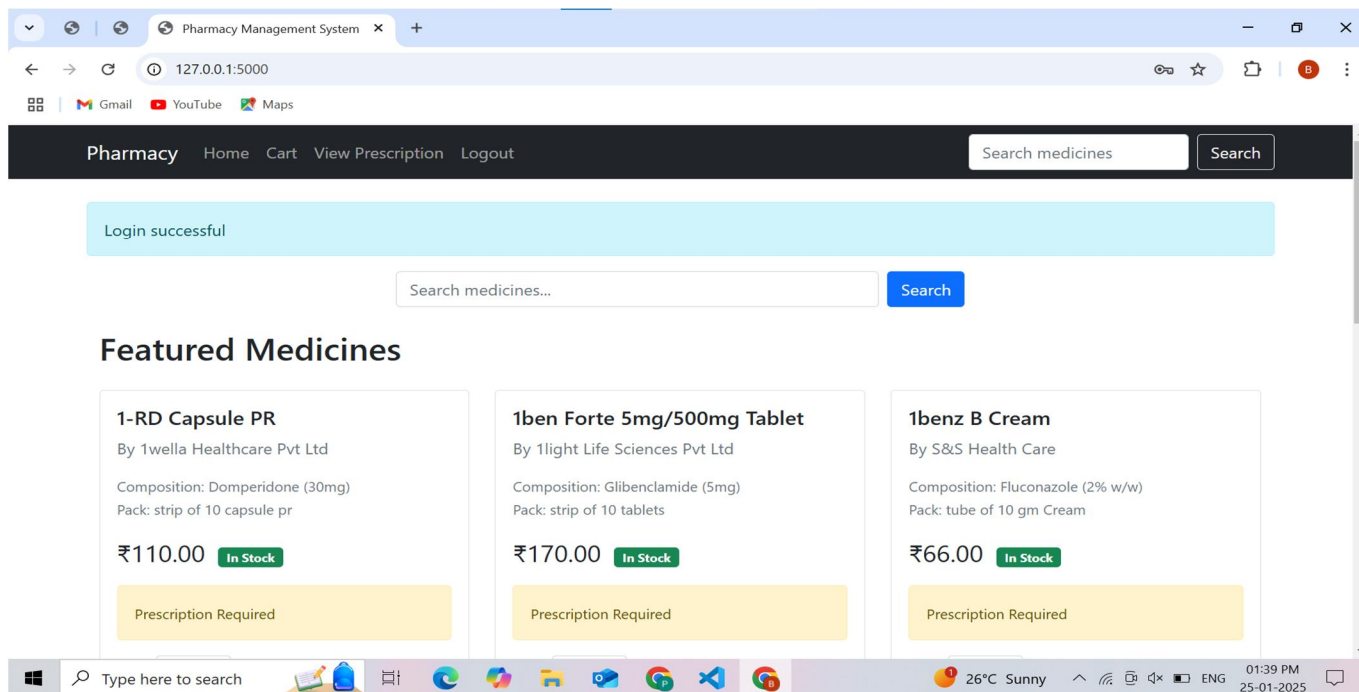 Pharmacy Management System
127.0.0.1:5000
B
Gmail YouTube Maps
Pharmacy Home Cart View Prescription Logout Search medicines Search
Login successful
Search medicines... Search
Featured Medicines
1-RD Capsule PR
By 1wella Healthcare Pvt Ltd
Composition: Domperidone (30mg)
Pack: strip of 10 capsule pr
₹110.00 In Stock
Prescription Required
1ben Forte 5mg/500mg Tablet
By 1light Life Sciences Pvt Ltd
Composition: Glibenclamide (5mg)
Pack: strip of 10 tablets
₹170.00 In Stock
Prescription Required
1benz B Cream
By S&S Health Care
Composition: Fluconazole (2% w/w)
Pack: tube of 10 gm Cream
₹66.00 In Stock
Prescription Required
Type here to search
P
B
1
26°C Sunny
ENG
01:39 PM
25-01-2025